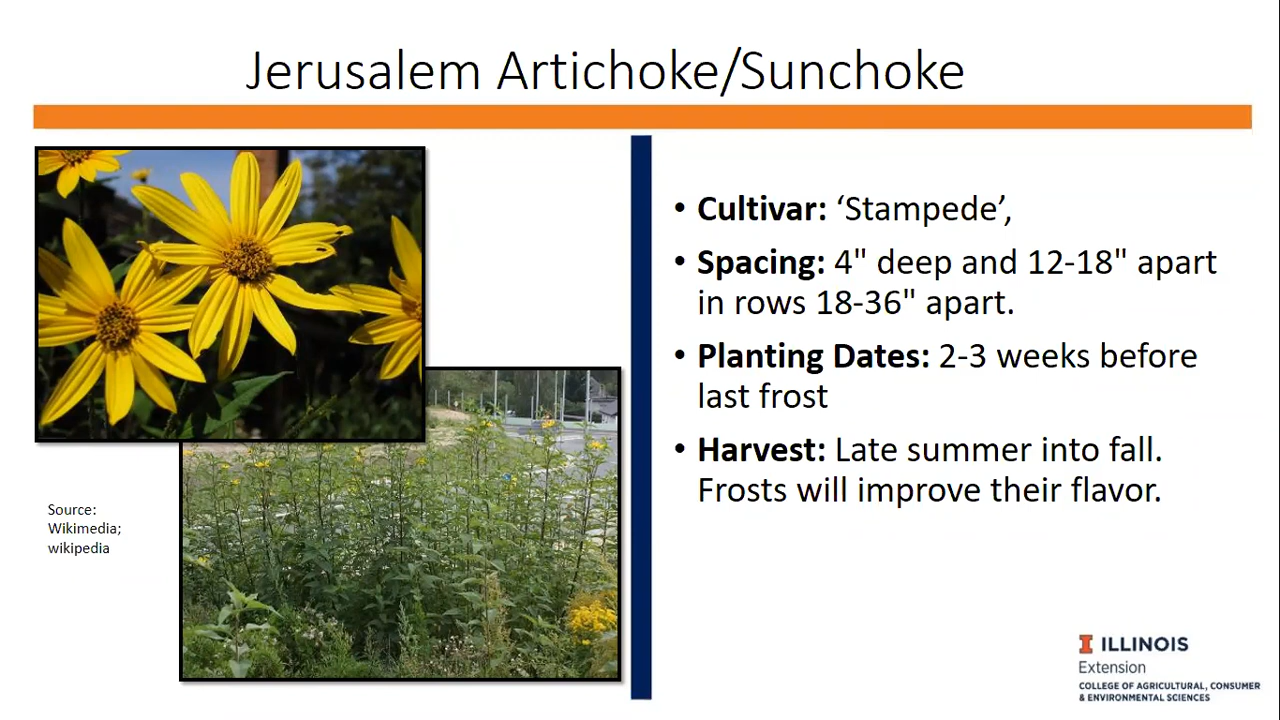 Jerusalem Artichoke/Sunchoke
• Cultivar: ‘Stampede’,
• Spacing: 4" deep and 12-18" apart
in rows 18-36" apart.
• Planting Dates: 2-3 weeks before
last frost
• Harvest: Late summer into fall.
Frosts will improve their flavor.
Source:
Wikimedia;
wikipedia
I ILLINOIS
Extension
COLLEGE OF AGRICULTURAL, CONSUMER
& ENVIRONMENTAL SCIENCES